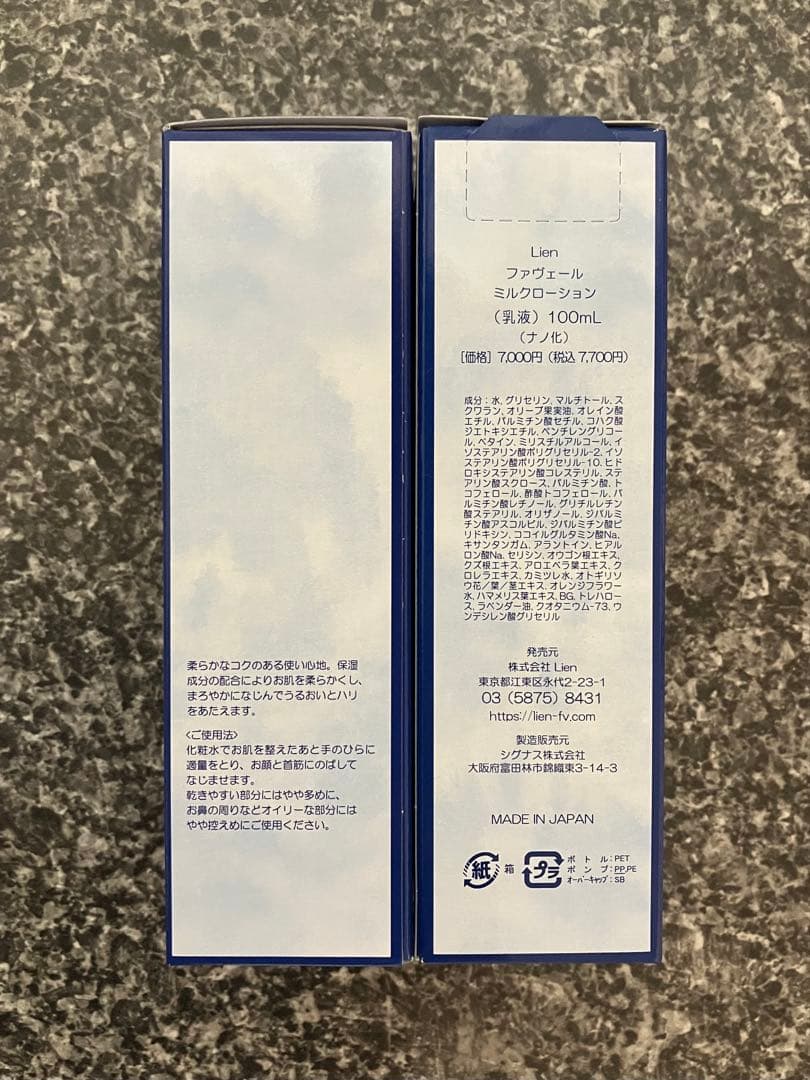 柔らかなコクのある使い心地。保湿
成分の配合によりお肌を柔らかくし、
まろやかになじんでうるおいとハリ
をあたえます。
<ご使用法>
化粧水でお肌を整えたあと手のひらに
適量をとり、お顔と首筋にのばして
なじませます。
乾きやすい部分にはやや多めに、
お鼻の周りなどオイリーな部分には
やや控えめにご使用ください。
Lien
ファヴェール
ミルクローション
（乳液）100mL
（ナノ化）
[価格] 7,000円（税込 7,700円）
成分：水、グリセリン、マルチトール、ス
クワラン、オリーブ果実油、オレイン酸
エチル、パルミチン酸セチル、コハク酸
ジエトキシエチル、ペンチレングリコー
ル、ベタイン、ミリスチルアルコール、イ
ソステアリン酸ポリグリセリル-2、イソ
ステアリン酸ポリグリセリル-10、ヒド
ロキシステアリン酸コレステリル、ステ
アリン酸スクロース、パルミチン酸、ト
コフェロール、酢酸トコフェロール、パ
ルミチン酸レチノール、グリチルレチン
酸ステアリル、オリザノール、ジパルミ
チン酸アスコルビル、ジパルミチン酸ピ
リドキシン、ココイルグルタミン酸Na、
キサンタンガム、アラントイン、ヒアル
ロン酸Na、セリシン、オウゴン根エキス、
クズ根エキス、アロエベラ葉エキス、ク
ロレラエキス、カミツレ水、オトギリソ
ウ花／葉／茎エキス、オレンジフラワー
水、ハマメリス葉エキス、BG、トレハロー
ス、ラベンダー油、クオタニウム-73、ウ
ンデシレン酸グリセリル
発売元
株式会社 Lien
東京都江東区永代2-23-1
03（5875）8431
https://lien-fv.com
製造販売元
シグナス株式会社
大阪府富田林市錦織東3-14-3
MADE IN JAPAN
紙 箱 プラ ボトル：PET
ポンプ：PP,PE
オーバーキャップ：SB